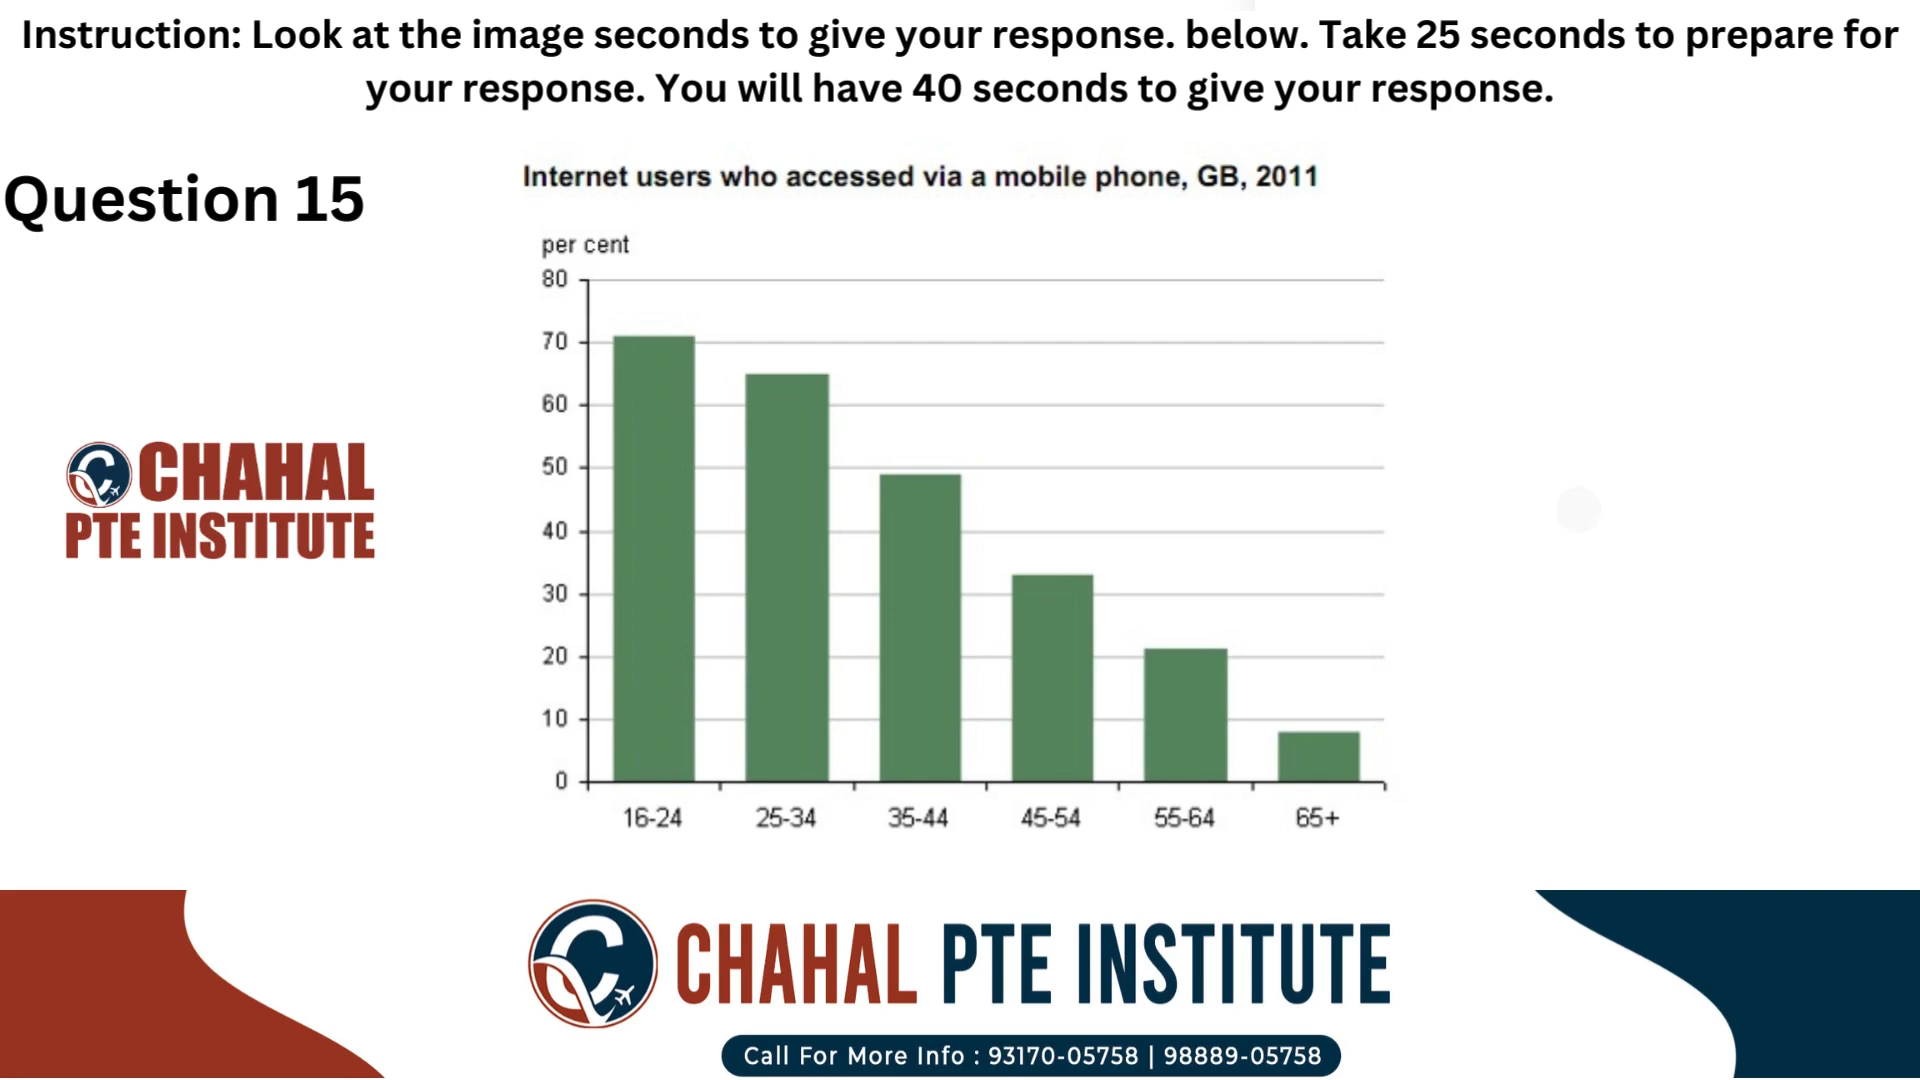 Instruction: Look at the image seconds to give your response. below. Take 25 seconds to prepare for
your response. You will have 40 seconds to give your response.
Question 15
Internet users who accessed via a mobile phone, GB, 2011
per cent
80
70
60
50
40
30
20
10
0
16-24 25-34 35-44 45-54 55-64 65+
CHAHAL
PTE INSTITUTE
CHAHAL PTE INSTITUTE
Call For More Info : 93170-05758 | 98889-05758